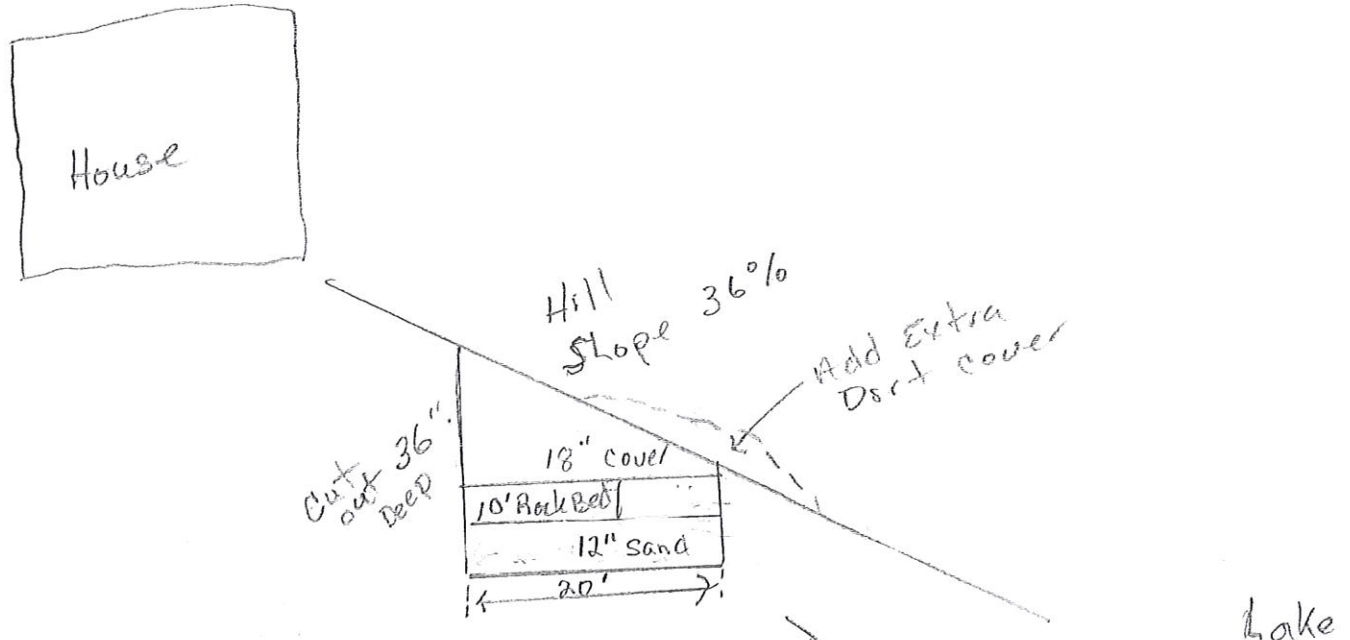 House
Hill
Slope 36%
Add Extra
Dirt Cover
Cut
out 36"
Deep
18" Cover
10' Rock Bed
12" Sand
20'
Lake